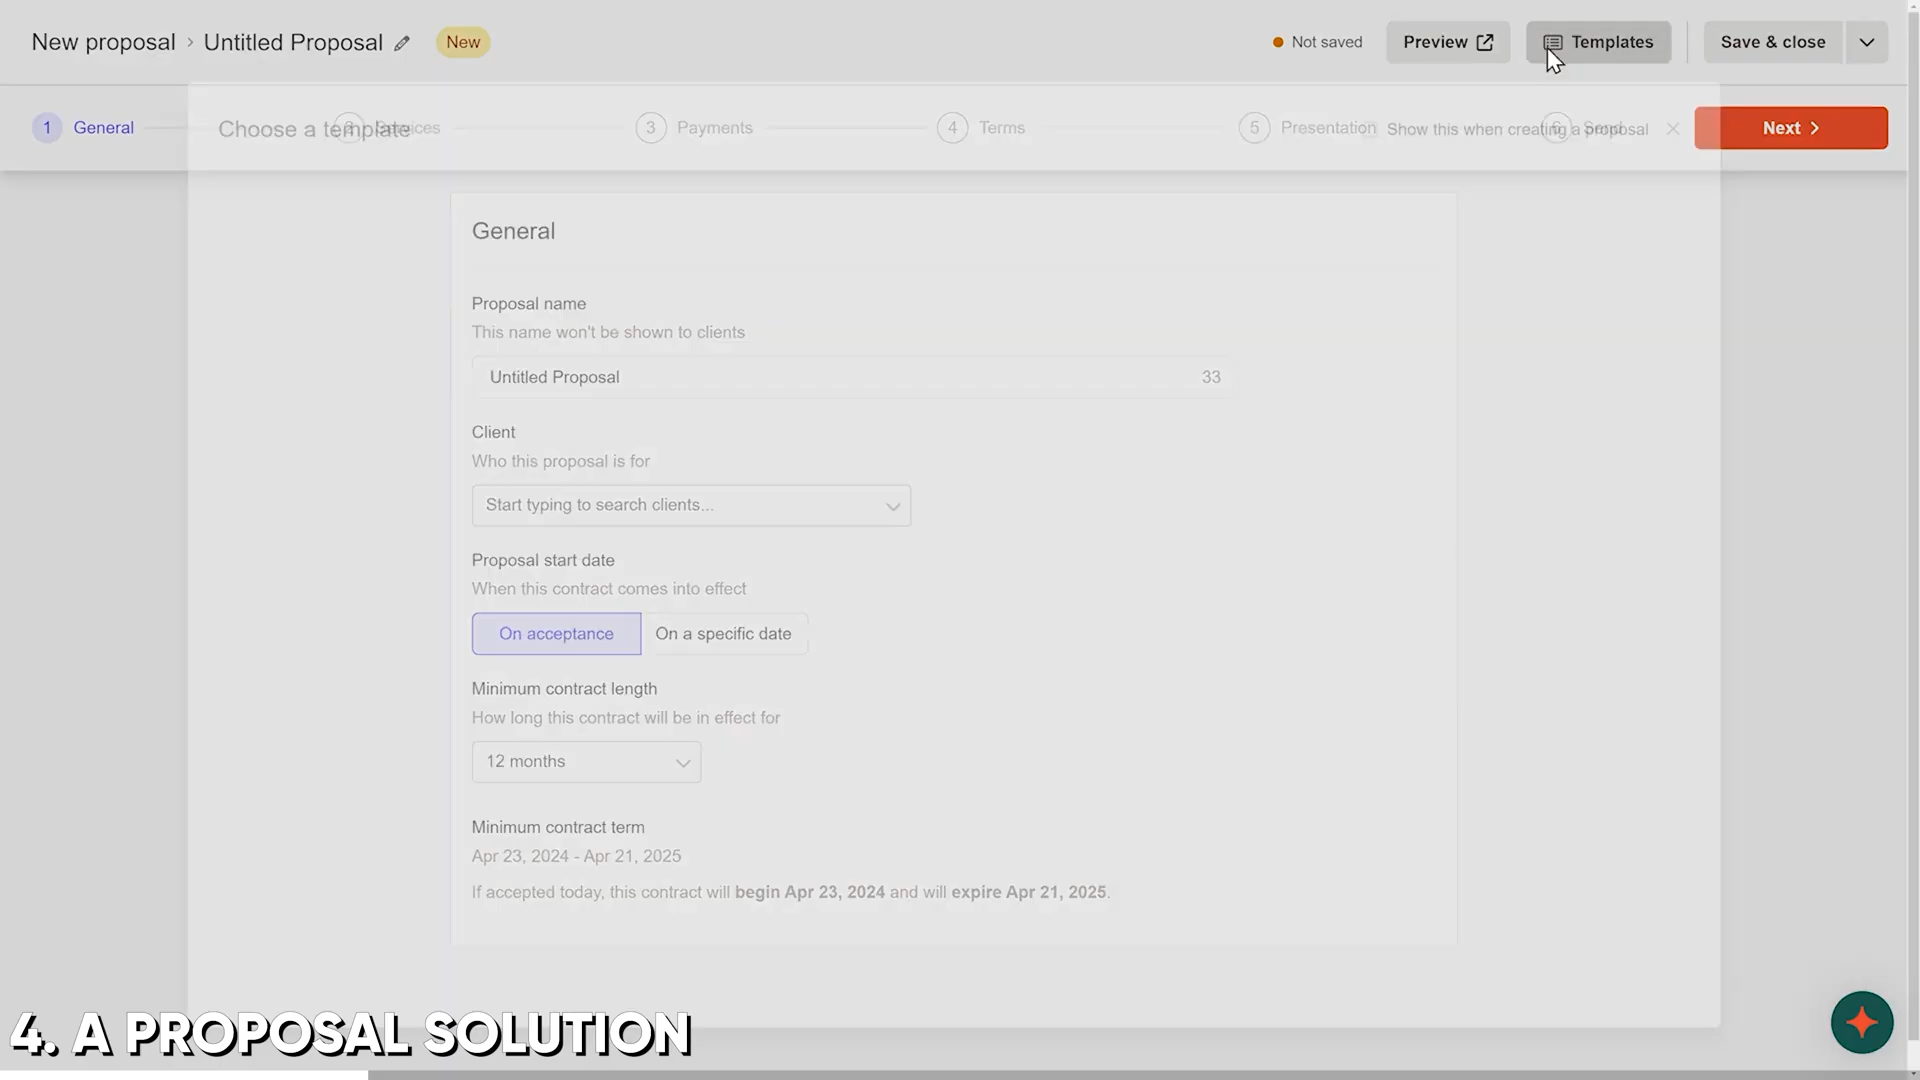 New proposal › Untitled Proposal New Not saved Preview Templates Save & close
1 General 2 Services 3 Payments 4 Terms 5 Presentation 6 Send Next
Choose a template Show this when creating a proposal
General
Proposal name
This name won't be shown to clients
Untitled Proposal 33
Client
Who this proposal is for
Start typing to search clients...
Proposal start date
When this contract comes into effect
On acceptance On a specific date
Minimum contract length
How long this contract will be in effect for
12 months
Minimum contract term
Apr 23, 2024 - Apr 21, 2025
If accepted today, this contract will begin Apr 23, 2024 and will expire Apr 21, 2025.
4. A PROPOSAL SOLUTION